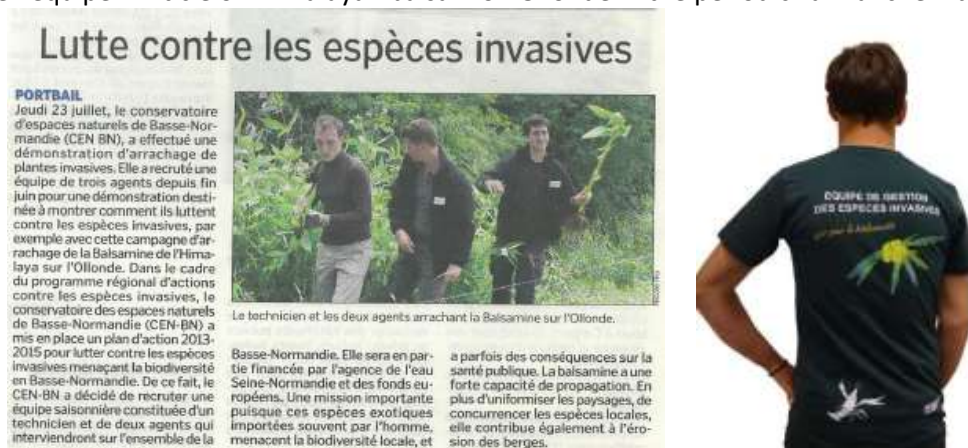 Lutte contre les espèces invasives
PORTBAIL
Jeudi 23 juillet, le conservatoire
d'espaces naturels de Basse-Nor-
mandie (CEN BN), a effectué une
démonstration d'arrachage de
plantes invasives. Elle a recruté une
équipe de trois agents depuis fin
juin pour une démonstration desti-
née à montrer comment ils luttent
contre les espèces invasives, par
exemple avec cette campagne d'ar-
rachage de la Balsamine de l'Hima-
laya sur l'Ollonde. Dans le cadre
du programme régional d'actions
contre les espèces invasives, le
conservatoire des espaces naturels
de Basse-Normandie (CEN-BN) a
mis en place un plan d'action 2013-
2015 pour lutter contre les espèces
invasives menaçant la biodiversité
en Basse-Normandie. De ce fait, le
CEN-BN a décidé de recruter une
équipe saisonnière constituée d'un
technicien et de deux agents qui
interviendront sur l'ensemble de la
Le technicien et les deux agents arrachant la Balsamine sur l'Ollonde.
Basse-Normandie. Elle sera en par-
tie financée par l'agence de l'eau
Seine-Normandie et des fonds eu-
ropéens. Une mission importante
puisque ces espèces exotiques
importées souvent par l'homme,
menacent la biodiversité locale, et
a parfois des conséquences sur la
santé publique. La balsamine a une
forte capacité de propagation. En
plus d'uniformiser les paysages, de
concurrencer les espèces locales,
elle contribue également à l'éro-
sion des berges.
EQUIPE DE GESTION
DES ESPECES INVASIVES